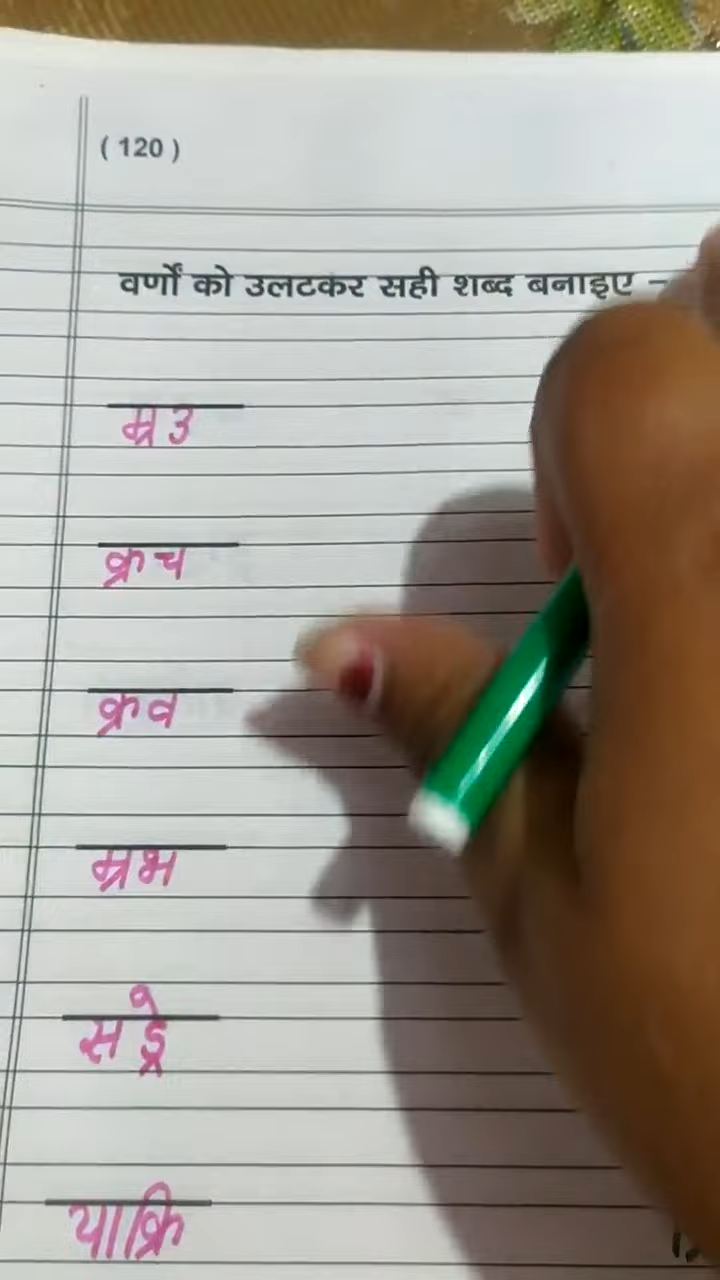 ( 120 )
वर्णों को उलटकर सही शब्द बनाइए –
म्रउ
क्रच
क्रव
म्रभ
सड्रे
याक्रि